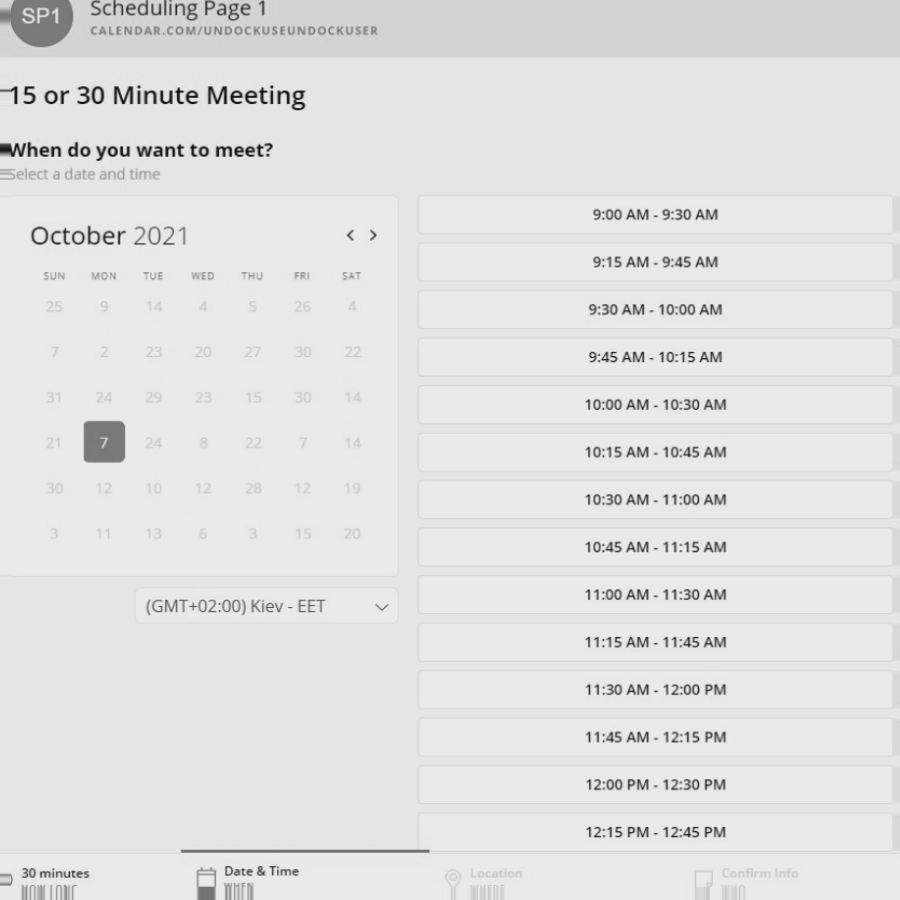 SP1
Scheduling Page 1
CALENDAR.COM/UNDOCKUSEUNDOCKUSER
15 or 30 Minute Meeting
When do you want to meet?
Select a date and time
October 2021
SUN MON TUE WED THU FRI SAT
25 9 14 4 5 26 4
7 2 23 20 27 30 22
31 24 29 23 15 30 14
21 7 24 8 22 7 14
30 12 10 12 28 12 19
3 11 13 6 3 15 20
(GMT+02:00) Kiev - EET
9:00 AM - 9:30 AM
9:15 AM - 9:45 AM
9:30 AM - 10:00 AM
9:45 AM - 10:15 AM
10:00 AM - 10:30 AM
10:15 AM - 10:45 AM
10:30 AM - 11:00 AM
10:45 AM - 11:15 AM
11:00 AM - 11:30 AM
11:15 AM - 11:45 AM
11:30 AM - 12:00 PM
11:45 AM - 12:15 PM
12:00 PM - 12:30 PM
12:15 PM - 12:45 PM
30 minutes
HOW LONG
Date & Time
WHEN
Location
WHERE
Confirm Info
WHO